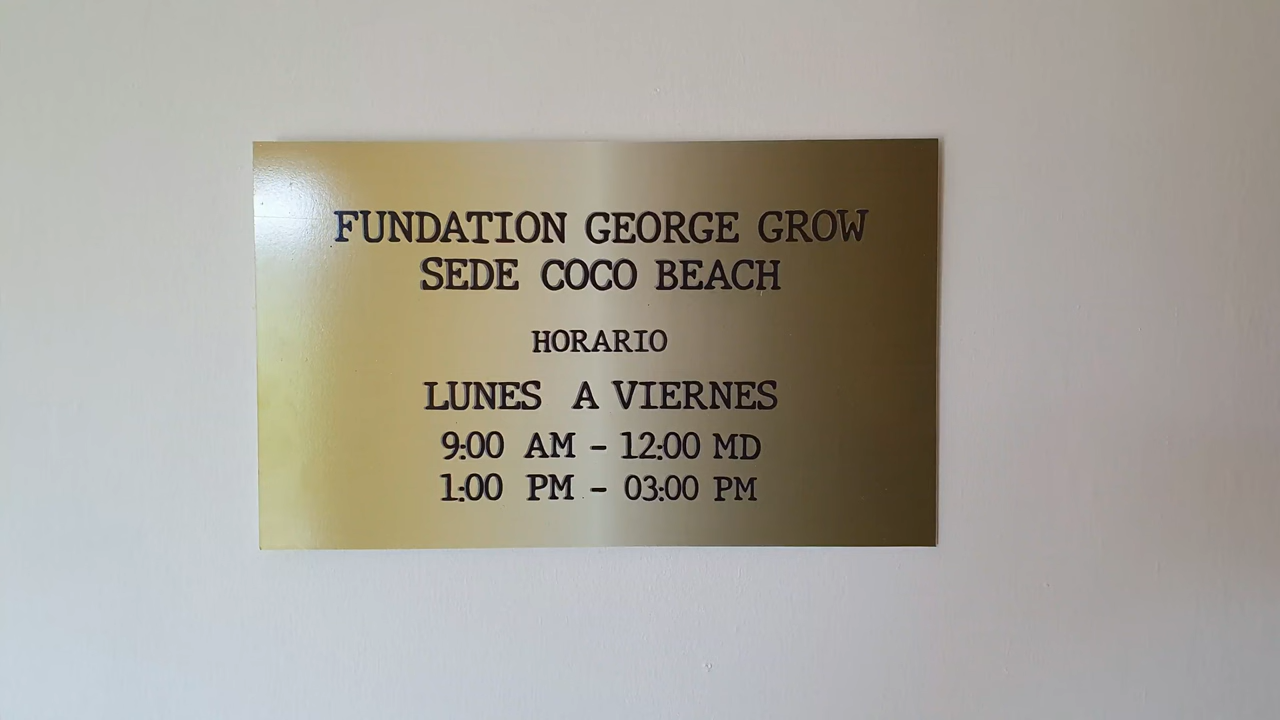 FUNDATION GEORGE GROW
SEDE COCO BEACH
HORARIO
LUNES A VIERNES
9:00 AM - 12:00 MD
1:00 PM - 03:00 PM